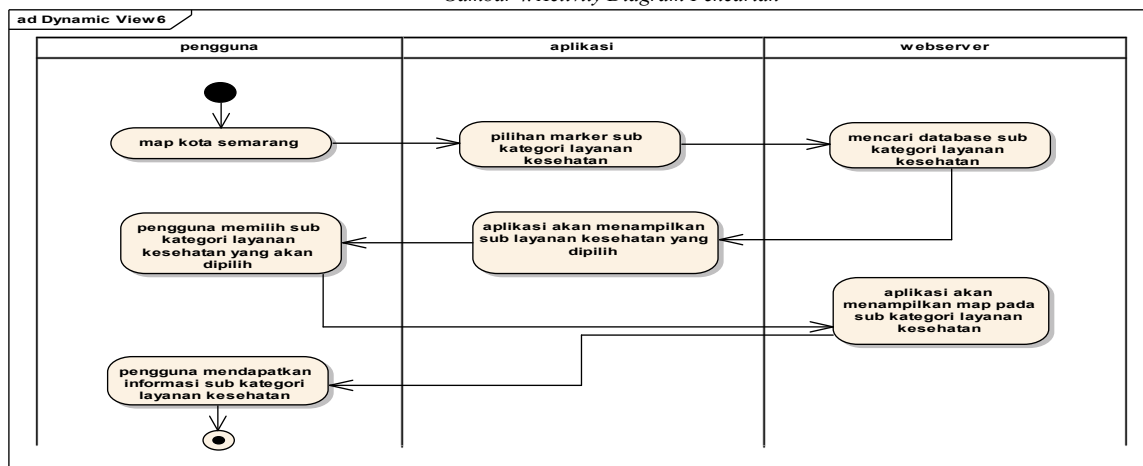 Gambar 4.Activity Diagram Pencarian
ad Dynamic View6
pengguna
aplikasi
webserver
map kota semarang
pilihan marker sub
kategori layanan
kesehatan
mencari database sub
kategori layanan
kesehatan
pengguna memilih sub
kategori layanan
kesehatan yang akan
dipilih
aplikasi akan menampilkan
sub layanan kesehatan yang
dipilih
aplikasi akan
menampilkan map pada
sub kategori layanan
kesehatan
pengguna mendapatkan
informasi sub kategori
layanan kesehatan